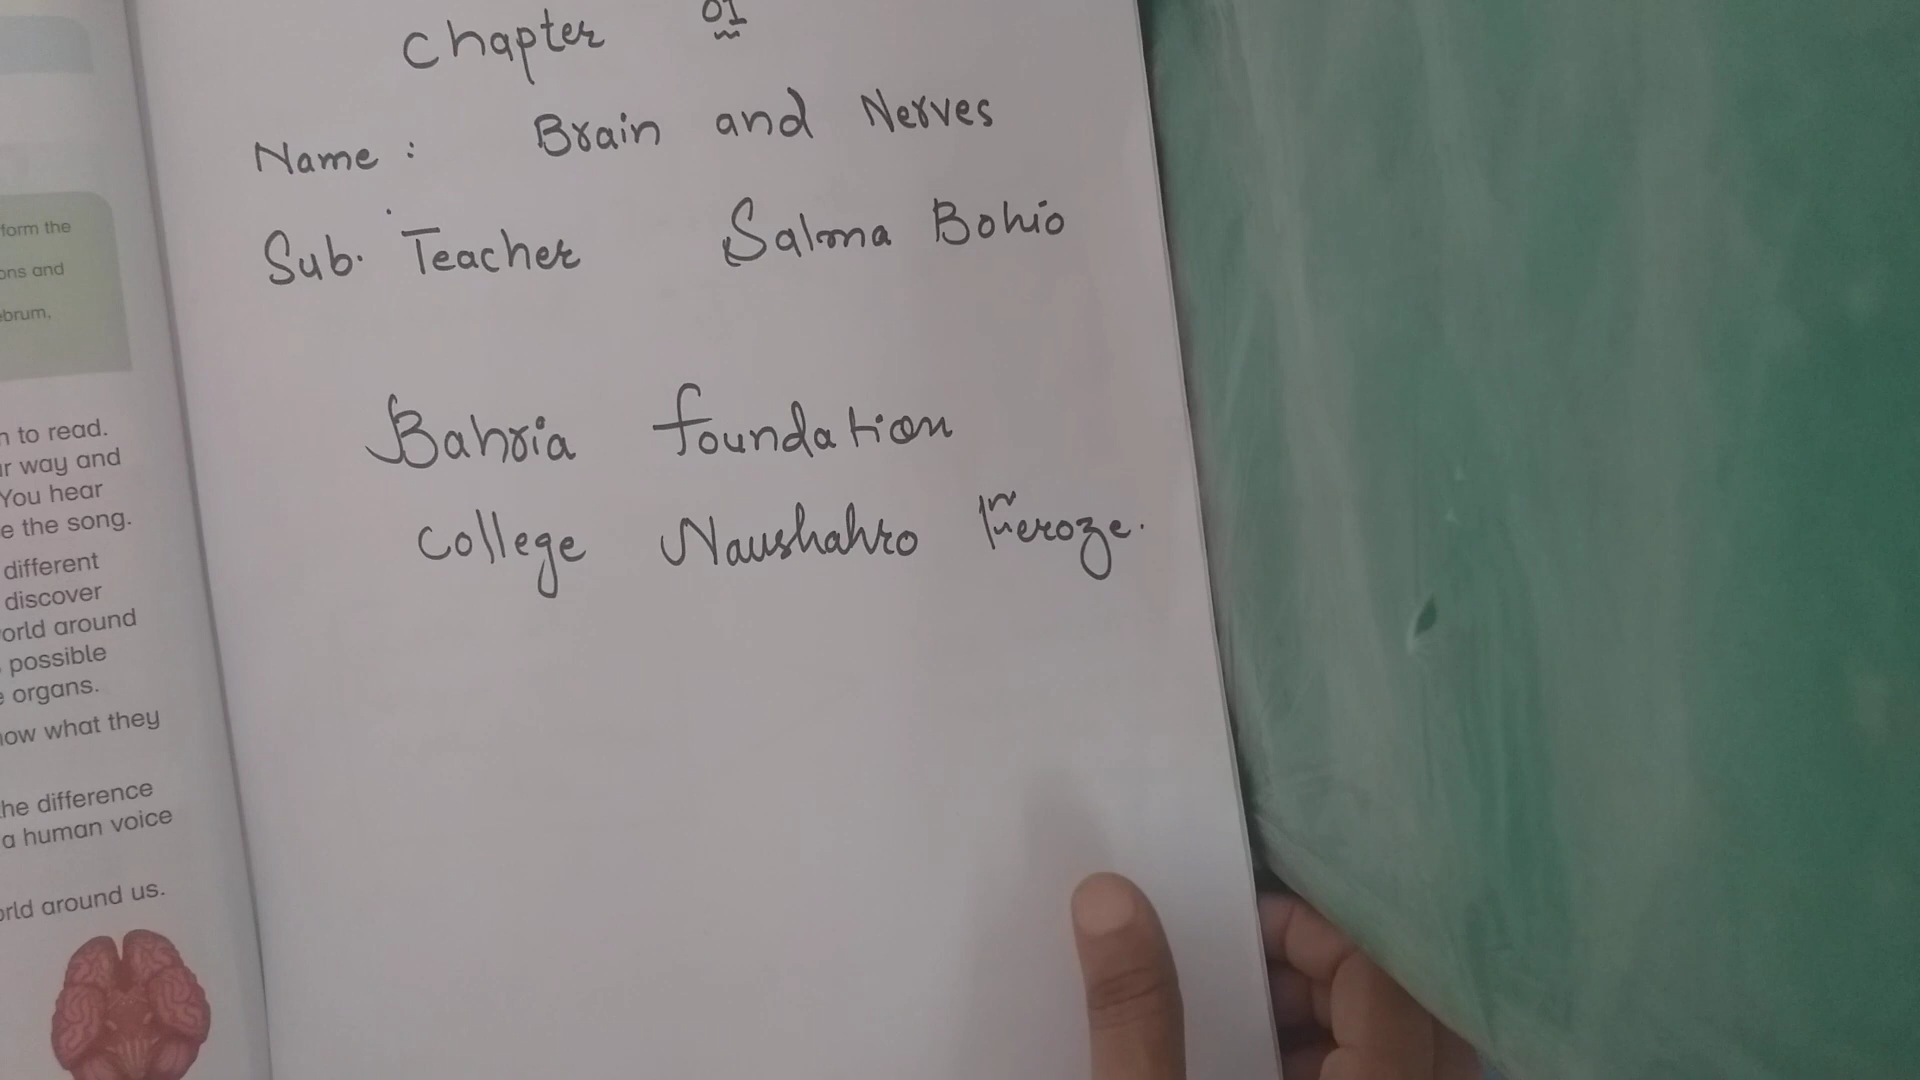 form the
ons and
ebrum,
to read.
way and
You hear
e the song.
different
discover
orld around
possible
organs.
ow what they
he difference
a human voice
orld around us.
Chapter 01
Name : Brain and Nerves
Sub. Teacher Salma Bohio
Bahria foundation
College Naushahro Feroze.